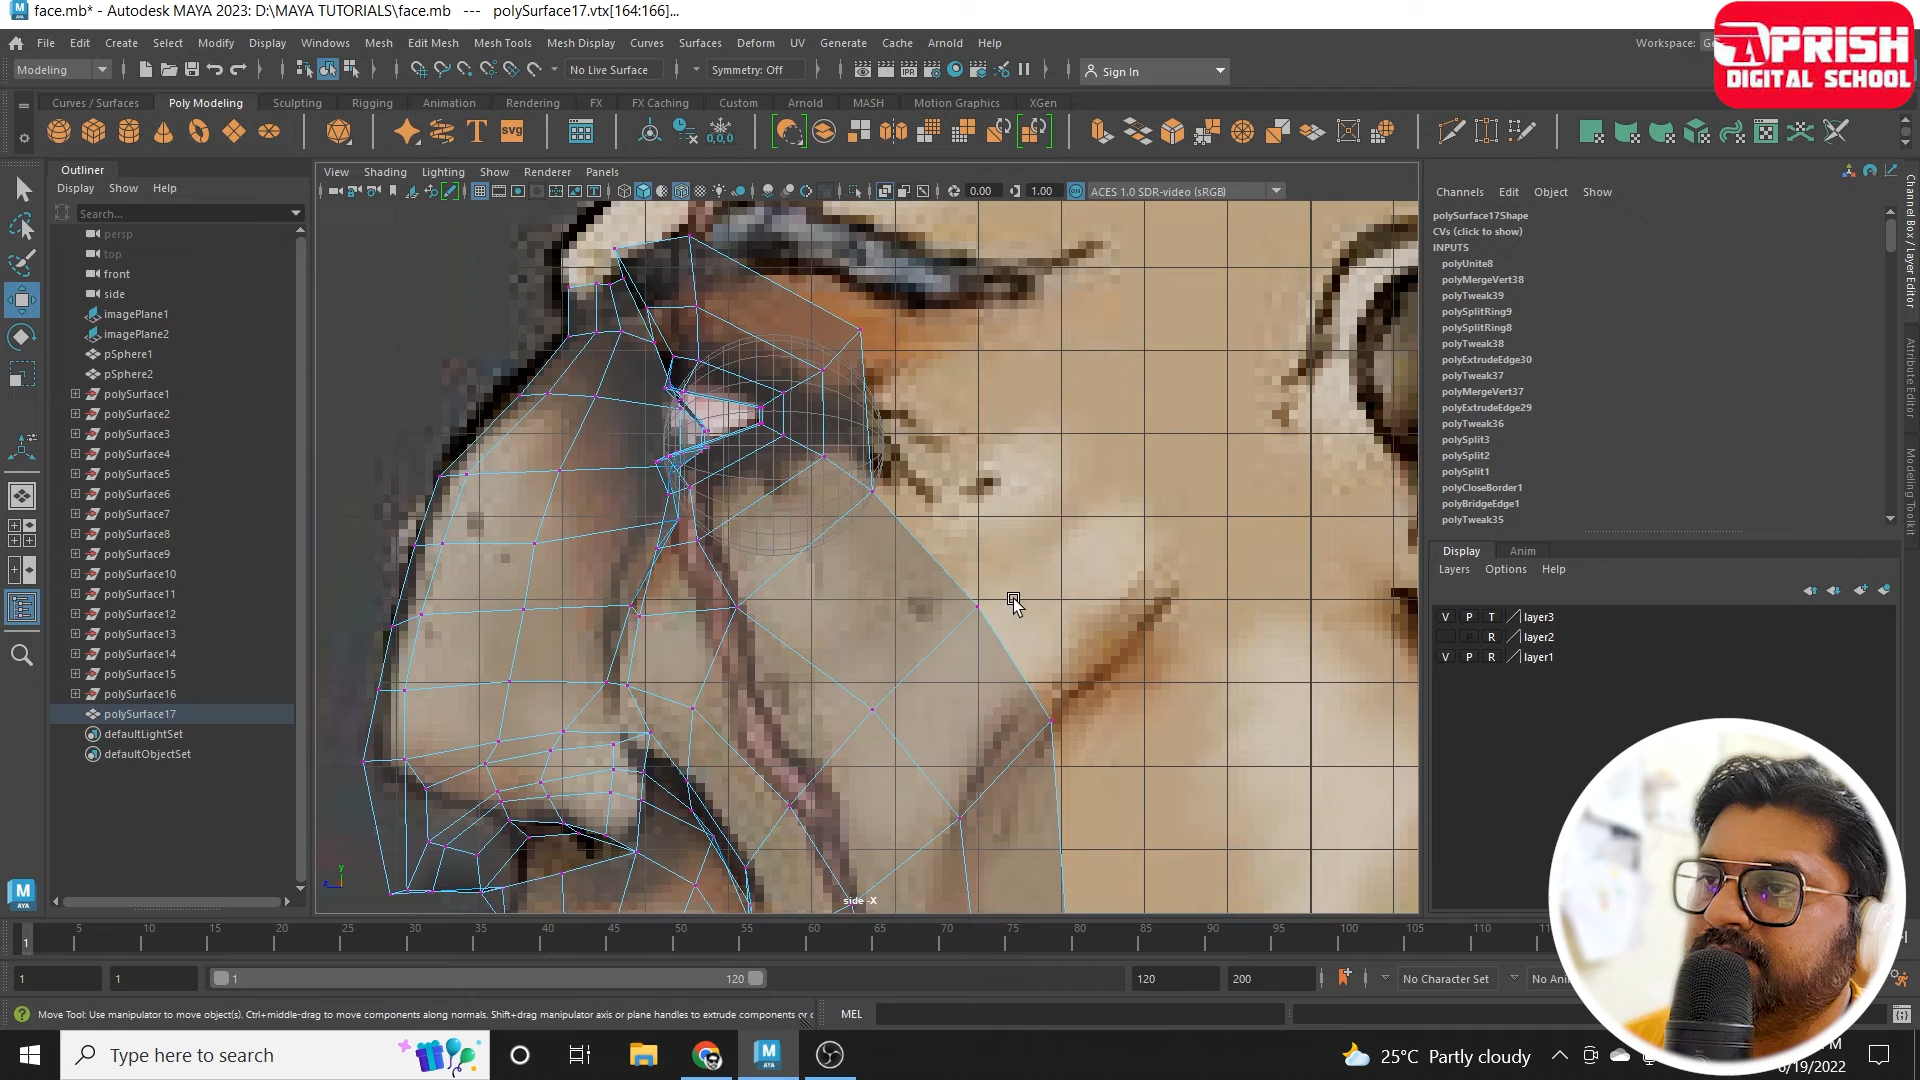 face.mb* - Autodesk MAYA 2023: D:\MAYA TUTORIALS\face.mb --- polySurface17.vtx[164:166]...
File Edit Create Select Modify Display Windows Mesh Edit Mesh Mesh Tools Mesh Display Curves Surfaces Deform UV Generate Cache Arnold Help
Workspace:
APRISH
DIGITAL SCHOOL
Modeling
No Live Surface
Symmetry: Off
Sign In
Curves / Surfaces Poly Modeling Sculpting Rigging Animation Rendering FX FX Caching Custom Arnold MASH Motion Graphics XGen
Outliner
Display Show Help
Search...
persp
top
front
side
imagePlane1
imagePlane2
pSphere1
pSphere2
polySurface1
polySurface2
polySurface3
polySurface4
polySurface5
polySurface6
polySurface7
polySurface8
polySurface9
polySurface10
polySurface11
polySurface12
polySurface13
polySurface14
polySurface15
polySurface16
polySurface17
defaultLightSet
defaultObjectSet
View Shading Lighting Show Renderer Panels
0.00 1.00 ACES 1.0 SDR-video (sRGB)
side -X
Channels Edit Object Show
polySurface17Shape
CVs (click to show)
INPUTS
polyUnite8
polyMergeVert38
polyTweak39
polySplitRing9
polySplitRing8
polyTweak38
polyExtrudeEdge30
polyTweak37
polyMergeVert37
polyExtrudeEdge29
polyTweak36
polySplit3
polySplit2
polySplit1
polyCloseBorder1
polyBridgeEdge1
polyTweak35
Display Anim
Layers Options Help
V P T layer3
R layer2
V P R layer1
Channel Box / Layer Editor
Attribute Editor
Modeling Toolkit
5 10 15 20 25 30 35 40 45 50 55 60 65 70 75 80 85 90 95 100 105
1
1 1 1 120 120 200 No Character Set
Move Tool: Use manipulator to move object(s). Ctrl+middle-drag to move components along normals. Shift+drag manipulator axis or plane handles to extrude components or
MEL
Type here to search
25°C Partly cloudy